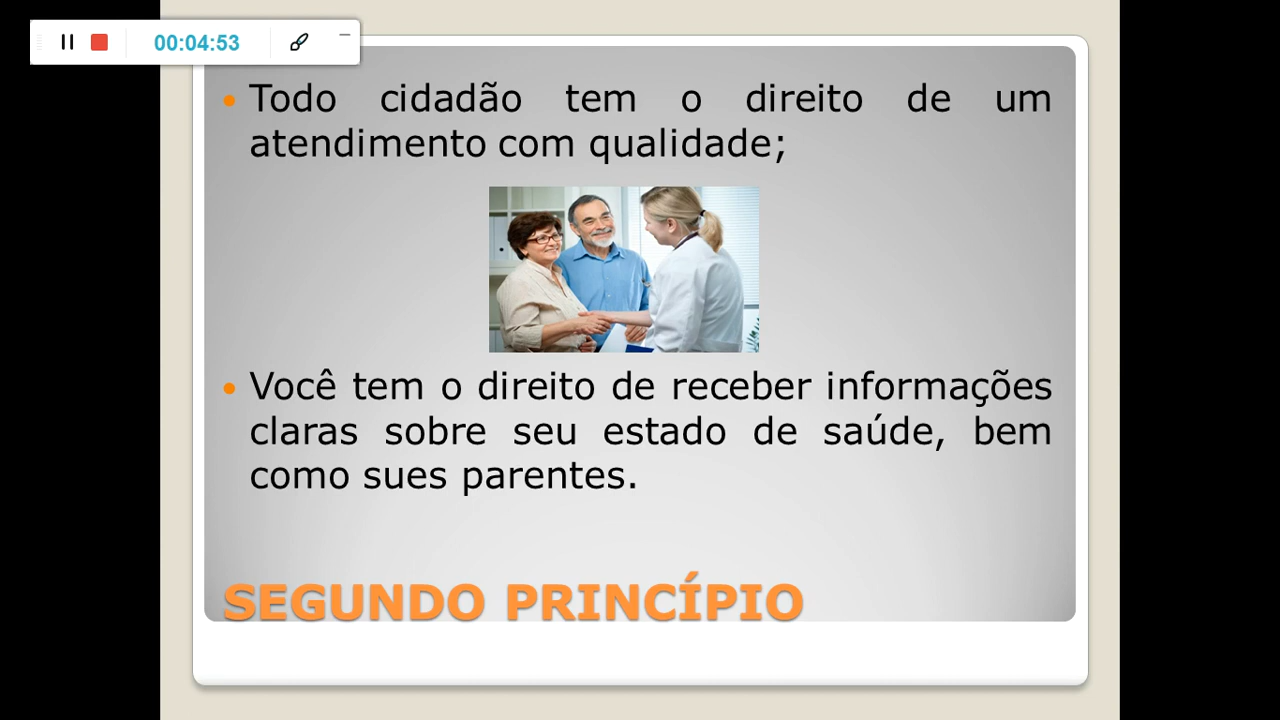 00:04:53
Todo cidadão tem o direito de um
atendimento com qualidade;
Você tem o direito de receber informações
claras sobre seu estado de saúde, bem
como sues parentes.
SEGUNDO PRINCÍPIO